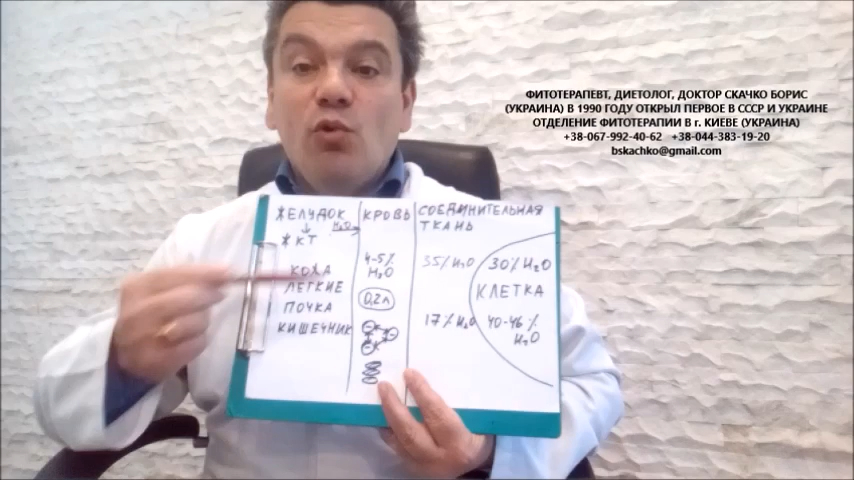 ФИТОТЕРАПЕВТ, ДИЕТОЛОГ, ДОКТОР СКАЧКО БОРИС
(УКРАИНА) В 1990 ГОДУ ОТКРЫЛ ПЕРВОЕ В СССР И УКРАИНЕ
ОТДЕЛЕНИЕ ФИТОТЕРАПИИ В г. КИЕВЕ (УКРАИНА)
+38-067-992-40-62 +38-044-383-19-20
bskachko@gmail.com
ЖЕЛУДОК
↓
ЖКТ
КОЖА
ЛЕГКИЕ
ПОЧКА
КИШЕЧНИК
H₂O
КРОВЬ
4-5%
H₂O
0,2л
СОЕДИНИТЕЛЬНАЯ
ТКАНЬ
35% H₂O
17% H₂O
30% H₂O
КЛЕТКА
40-46%
H₂O